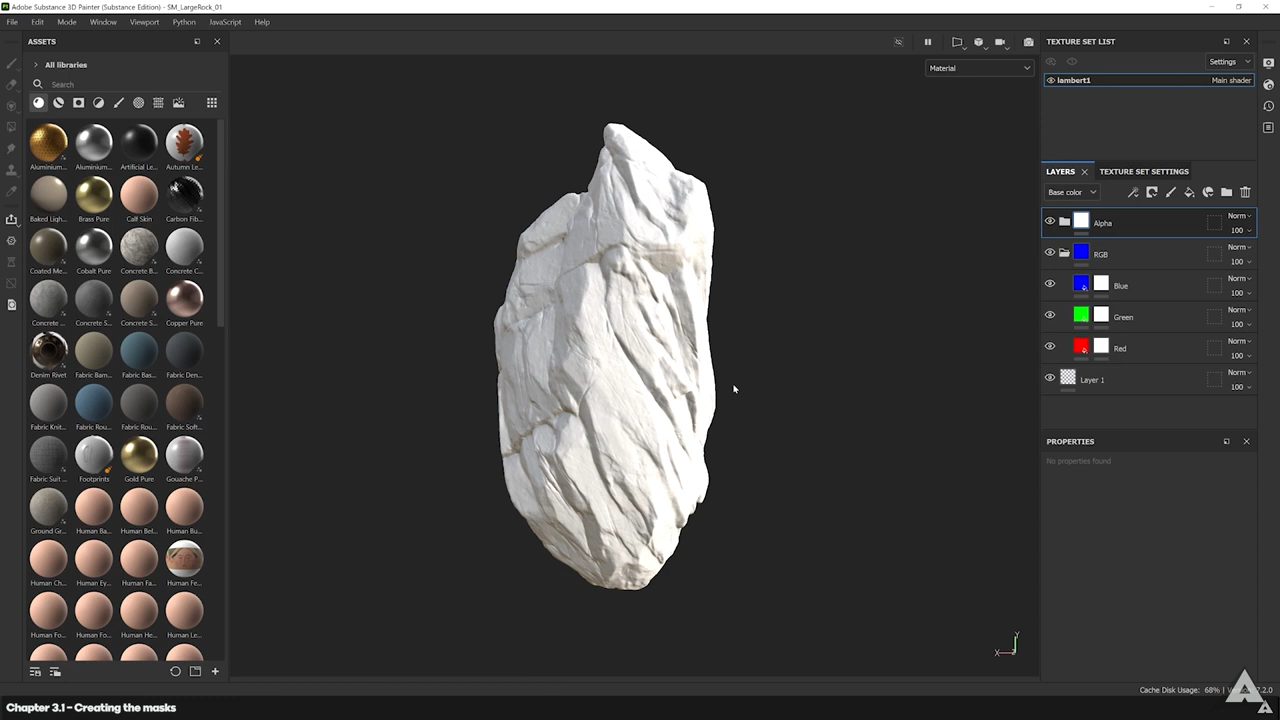 Adobe Substance 3D Painter (Substance Edition) - SM_LargeRock_01
File Edit Mode Window Viewport Python JavaScript Help
ASSETS
All libraries
Search
Aluminium... Aluminium... Artificial Le... Autumn Le...
Baked Ligh... Brass Pure Calf Skin Carbon Fib...
Coated Me... Cobalt Pure Concrete B... Concrete C...
Concrete ... Concrete S... Concrete S... Copper Pure
Denim Rivet Fabric Bam... Fabric Bas... Fabric Den...
Fabric Knit... Fabric Rou... Fabric Rou... Fabric Soft...
Fabric Suit ... Footprints Gold Pure Gouache P...
Ground Gr... Human Ba... Human Bel... Human Bu...
Human Ch... Human Ey... Human Fa... Human Fe...
Human Fo... Human Fo... Human He... Human Le...
Material
Y
X
Z
TEXTURE SET LIST
Settings
lambert1 Main shader
LAYERS TEXTURE SET SETTINGS
Base color
Alpha Norm 100
RGB Norm 100
Blue Norm 100
Green Norm 100
Red Norm 100
Layer 1 Norm 100
PROPERTIES
No properties found
Cache Disk Usage: 68% |
7.2.0
Chapter 3.1 - Creating the masks